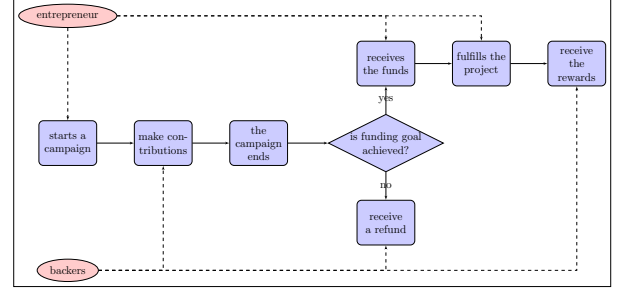 entrepreneur
receives
the funds
fulfills the
project
receive
the
rewards
yes
starts a
campaign
make con-
tributions
the
campaign
ends
is funding goal
achieved?
no
receive
a refund
backers